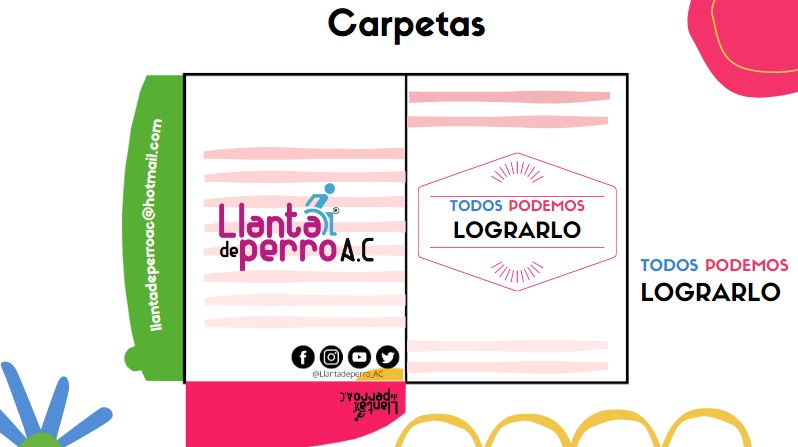 Carpetas
llantadeperroac@hotmail.com
Llanta®
de perro A.C
@Llantadeperro_AC
Llanta
de perro A.C
TODOS PODEMOS
LOGRARLO
TODOS PODEMOS
LOGRARLO